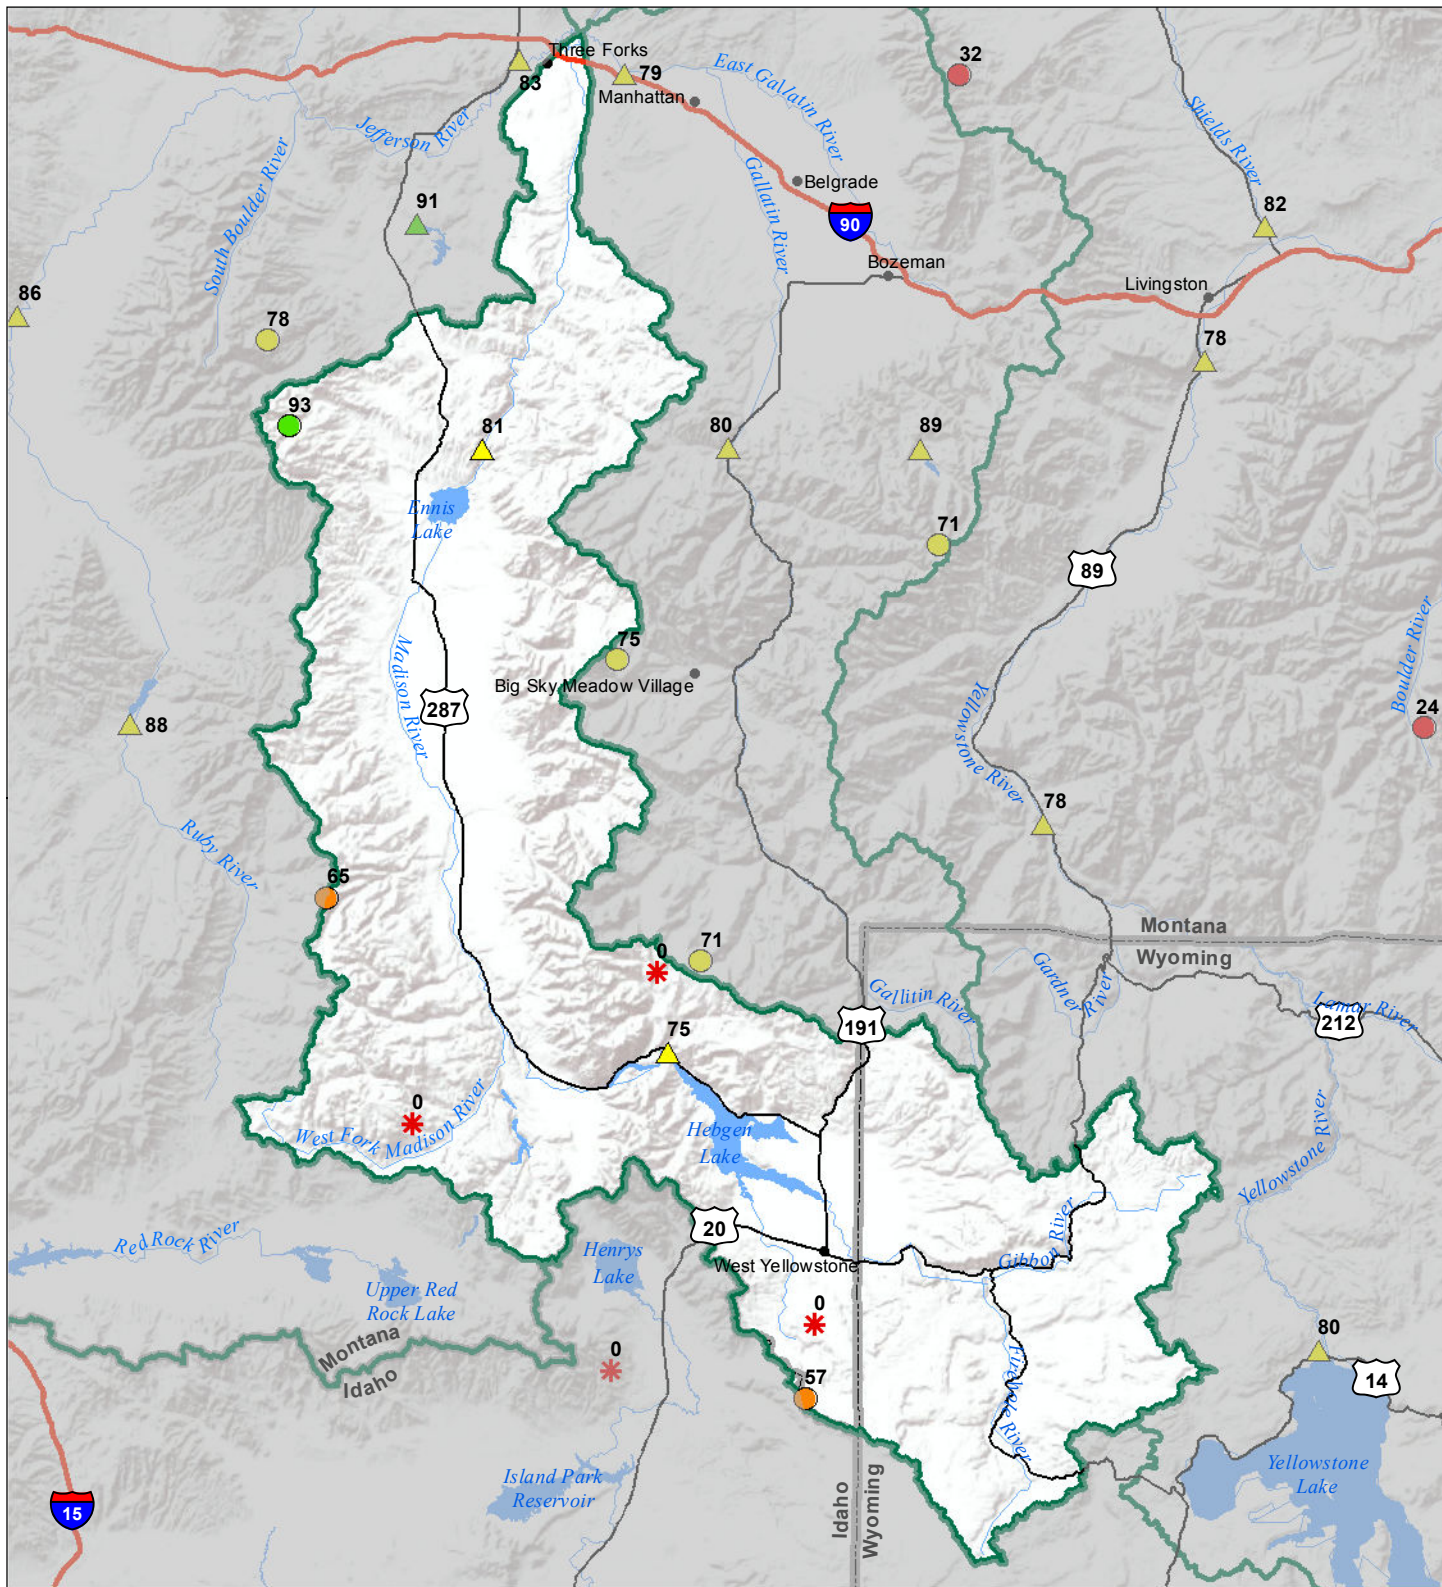 Three Forks
32
83
79
Manhattan
East Gallatin River
Jefferson River
Shields River
South Boulder River
Gallatin River
Belgrade
91
90
82
Bozeman
Livingston
86
78
78
93
81
80
89
Ennis
Lake
71
89
Madison River
75
Big Sky Meadow Village
287
Yellowstone River
Boulder River
24
88
78
Ruby River
65
71
0
Montana
Wyoming
Gardner River
Gallitin River
Lamar River
191
212
75
0
West Fork Madison River
Hebgen
Lake
Yellowstone River
Red Rock River
20
Henrys
Lake
West Yellowstone
Gibbon River
Upper Red
Rock Lake
0
Montana
Idaho
0
57
Firehole River
80
14
Island Park
Reservoir
Yellowstone
Lake
15
Idaho
Wyoming